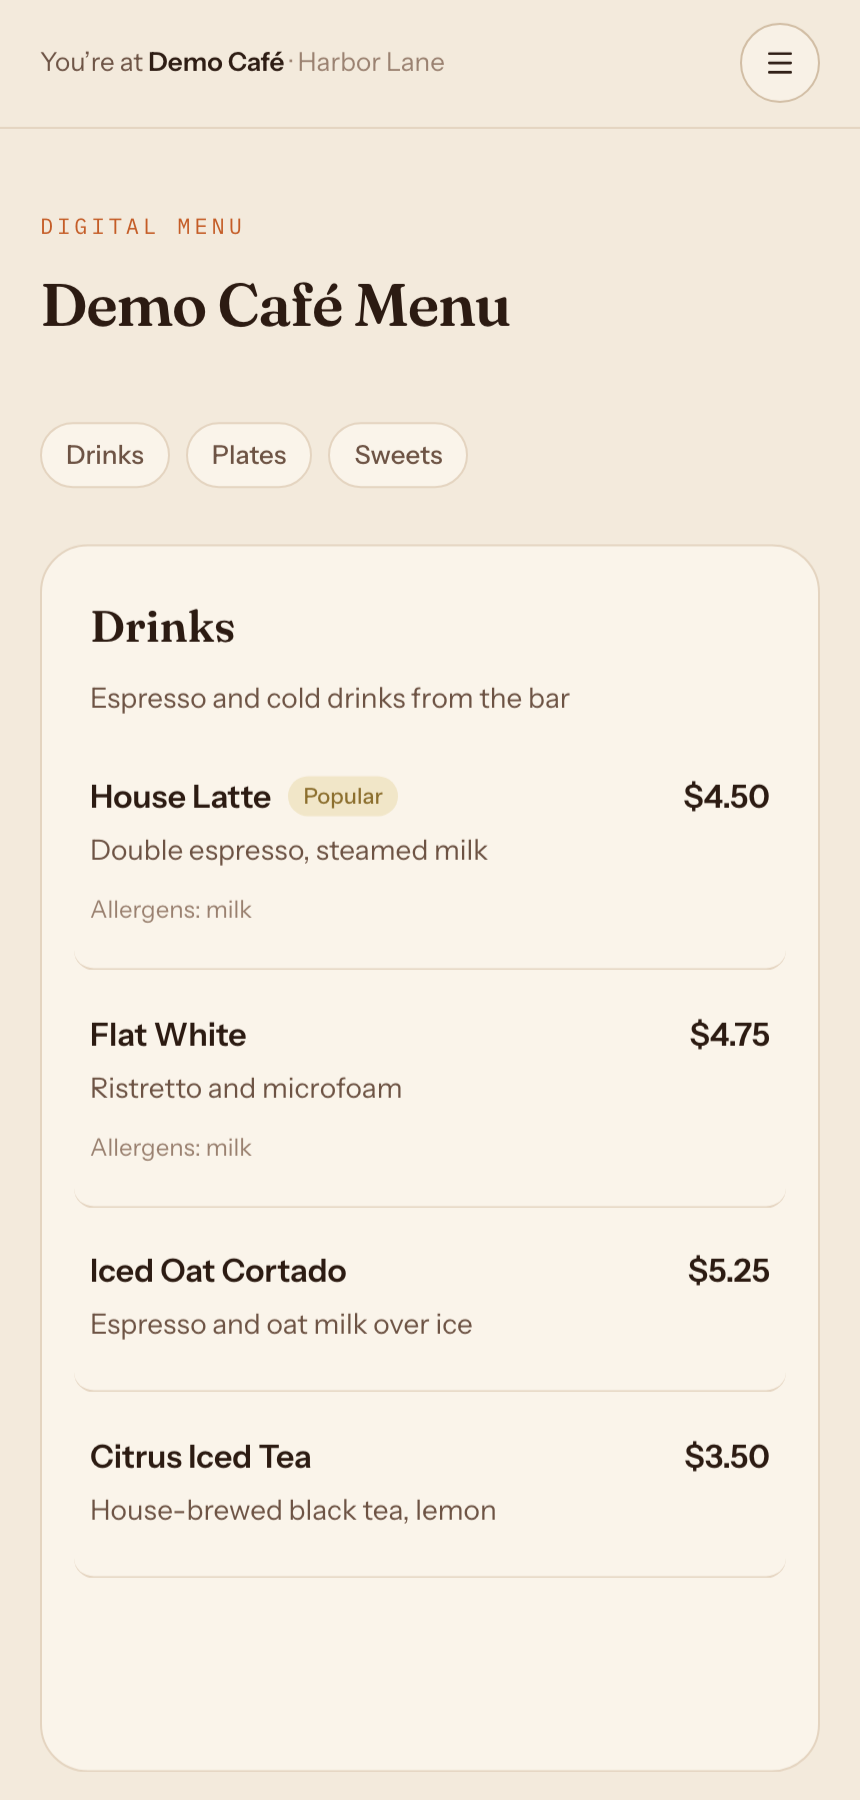 You’re at Demo Café · Harbor Lane
DIGITAL MENU
Demo Café Menu
Drinks
Plates
Sweets
Drinks
Espresso and cold drinks from the bar
House Latte Popular $4.50
Double espresso, steamed milk
Allergens: milk
Flat White $4.75
Ristretto and microfoam
Allergens: milk
Iced Oat Cortado $5.25
Espresso and oat milk over ice
Citrus Iced Tea $3.50
House-brewed black tea, lemon